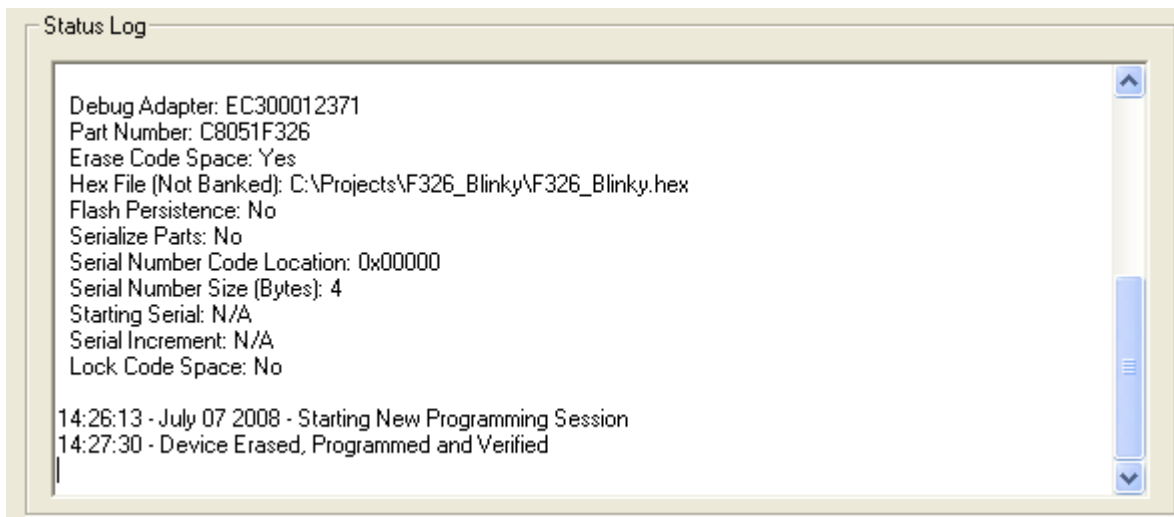 Status Log
Debug Adapter: EC300012371
Part Number: C8051F326
Erase Code Space: Yes
Hex File (Not Banked): C:\Projects\F326_Blinky\F326_Blinky.hex
Flash Persistence: No
Serialize Parts: No
Serial Number Code Location: 0x00000
Serial Number Size (Bytes): 4
Starting Serial: N/A
Serial Increment: N/A
Lock Code Space: No
14:26:13 - July 07 2008 - Starting New Programming Session
14:27:30 - Device Erased, Programmed and Verified